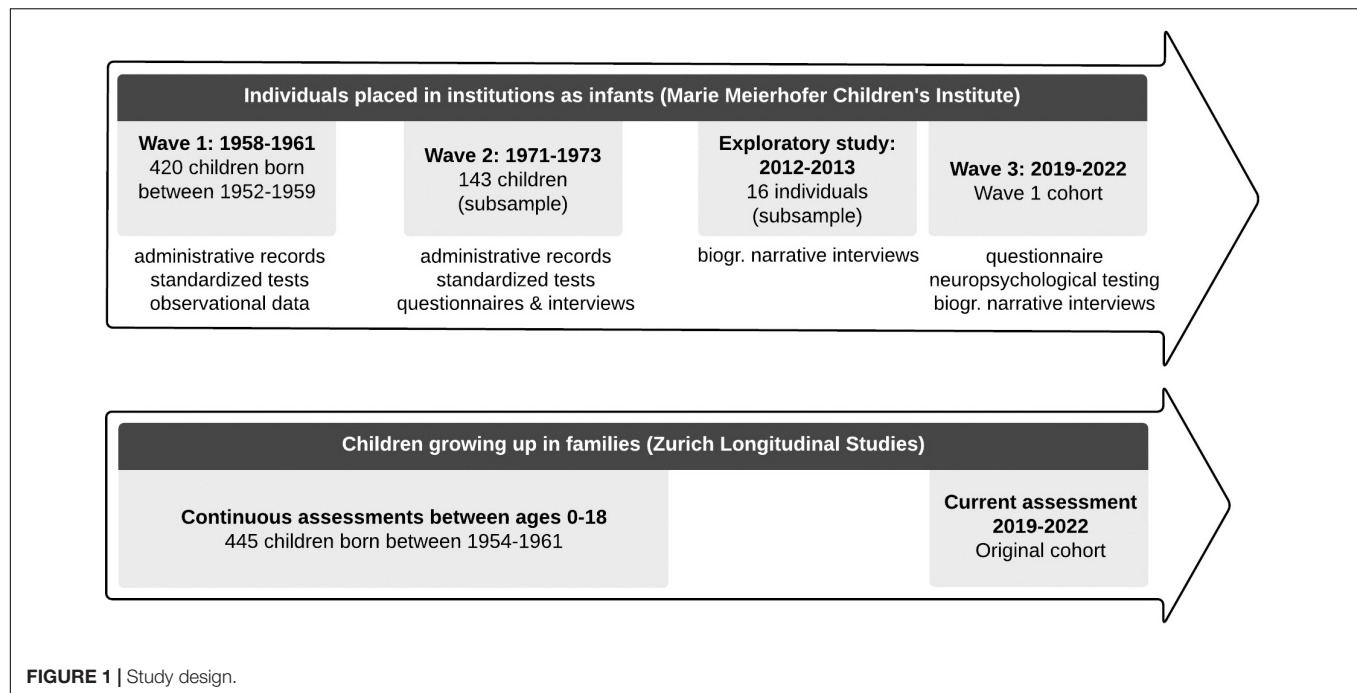 Individuals placed in institutions as infants (Marie Meierhofer Children's Institute)
Wave 1: 1958-1961
420 children born
between 1952-1959
administrative records
standardized tests
observational data
Wave 2: 1971-1973
143 children
(subsample)
administrative records
standardized tests
questionnaires & interviews
Exploratory study:
2012-2013
16 individuals
(subsample)
biogr. narrative interviews
Wave 3: 2019-2022
Wave 1 cohort
questionnaire
neuropsychological testing
biogr. narrative interviews
Children growing up in families (Zurich Longitudinal Studies)
Continuous assessments between ages 0-18
445 children born between 1954-1961
Current assessment
2019-2022
Original cohort
FIGURE 1 | Study design.